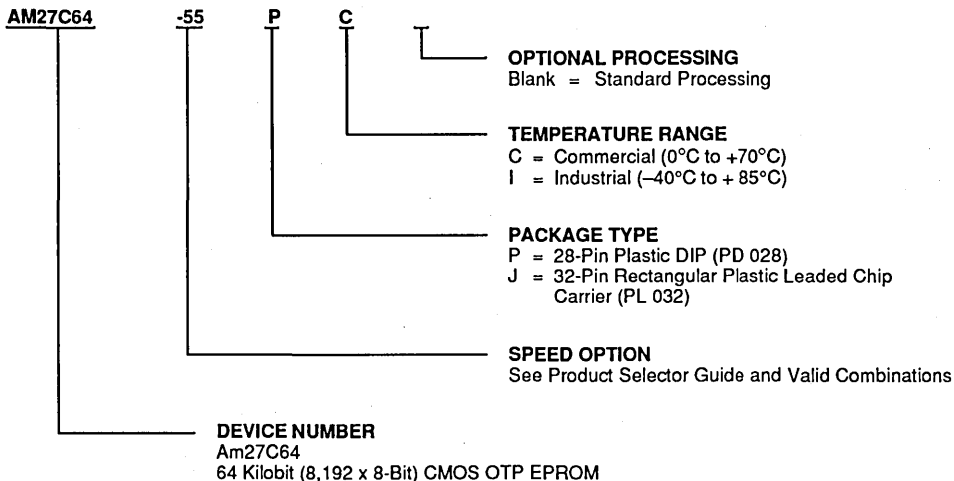 AM27C64 -55 P C
OPTIONAL PROCESSING
Blank = Standard Processing
TEMPERATURE RANGE
C = Commercial (0°C to +70°C)
I = Industrial (–40°C to + 85°C)
PACKAGE TYPE
P = 28-Pin Plastic DIP (PD 028)
J = 32-Pin Rectangular Plastic Leaded Chip
Carrier (PL 032)
SPEED OPTION
See Product Selector Guide and Valid Combinations
DEVICE NUMBER
Am27C64
64 Kilobit (8,192 x 8-Bit) CMOS OTP EPROM